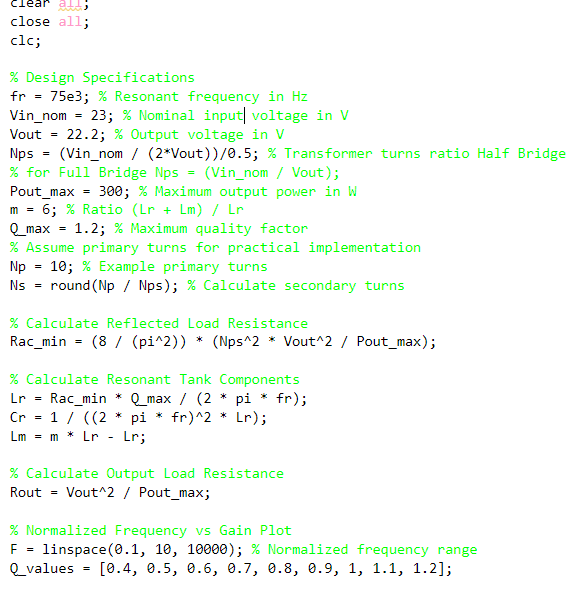 clear all;
close all;
clc;
% Design Specifications
fr = 75e3; % Resonant frequency in Hz
Vin_nom = 23; % Nominal input voltage in V
Vout = 22.2; % Output voltage in V
Nps = (Vin_nom / (2*Vout))/0.5; % Transformer turns ratio Half Bridge
% for Full Bridge Nps = (Vin_nom / Vout);
Pout_max = 300; % Maximum output power in W
m = 6; % Ratio (Lr + Lm) / Lr
Q_max = 1.2; % Maximum quality factor
% Assume primary turns for practical implementation
Np = 10; % Example primary turns
Ns = round(Np / Nps); % Calculate secondary turns
% Calculate Reflected Load Resistance
Rac_min = (8 / (pi^2)) * (Nps^2 * Vout^2 / Pout_max);
% Calculate Resonant Tank Components
Lr = Rac_min * Q_max / (2 * pi * fr);
Cr = 1 / ((2 * pi * fr)^2 * Lr);
Lm = m * Lr - Lr;
% Calculate Output Load Resistance
Rout = Vout^2 / Pout_max;
% Normalized Frequency vs Gain Plot
F = linspace(0.1, 10, 10000); % Normalized frequency range
Q_values = [0.4, 0.5, 0.6, 0.7, 0.8, 0.9, 1, 1.1, 1.2];